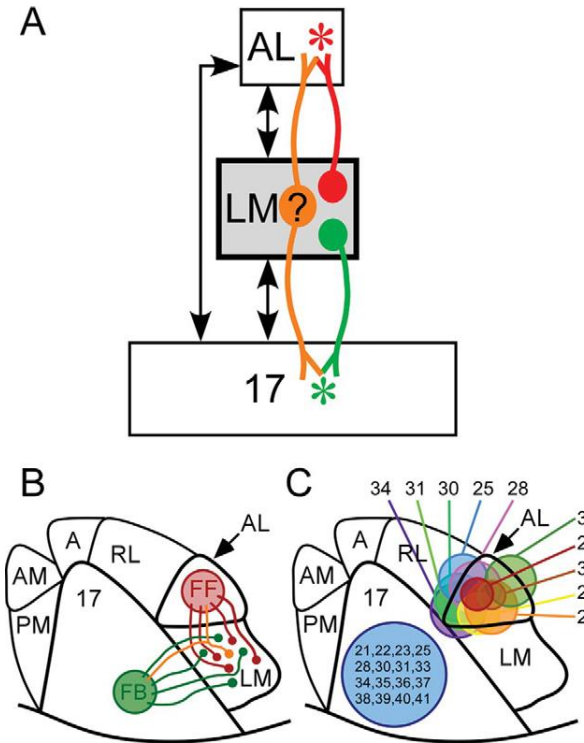 A
AL *
LM ?
17 *
B
AL
A
RL
AM
FF
17
PM
LM
FB
C
34 31 30 25 28
AL
RL
A
AM
17
PM
LM
21,22,23,25
28,30,31,33
34,35,36,37
38,39,40,41